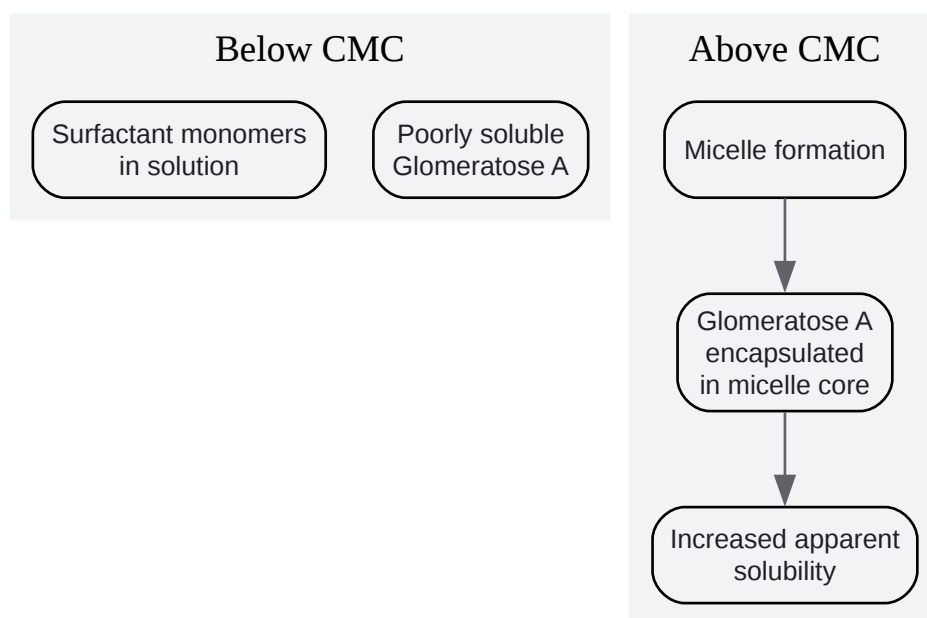 Below CMC
Surfactant monomers
in solution
Poorly soluble
Glomeratose A
Above CMC
Micelle formation
Glomeratose A
encapsulated
in micelle core
Increased apparent
solubility